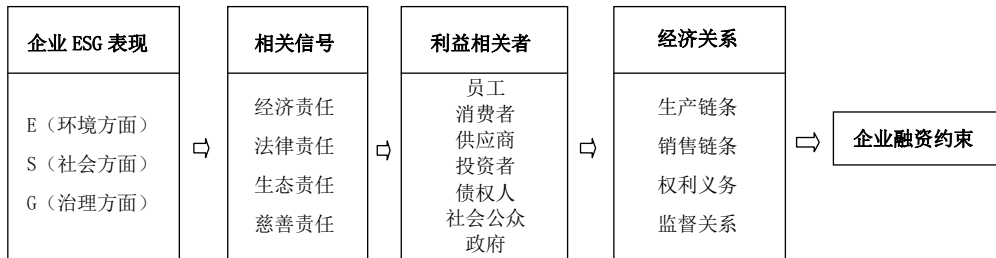 企业 ESG 表现
E（环境方面）
S（社会方面）
G（治理方面）
相关信号
经济责任
法律责任
生态责任
慈善责任
利益相关者
员工
消费者
供应商
投资者
债权人
社会公众
政府
经济关系
生产链条
销售链条
权利义务
监督关系
企业融资约束